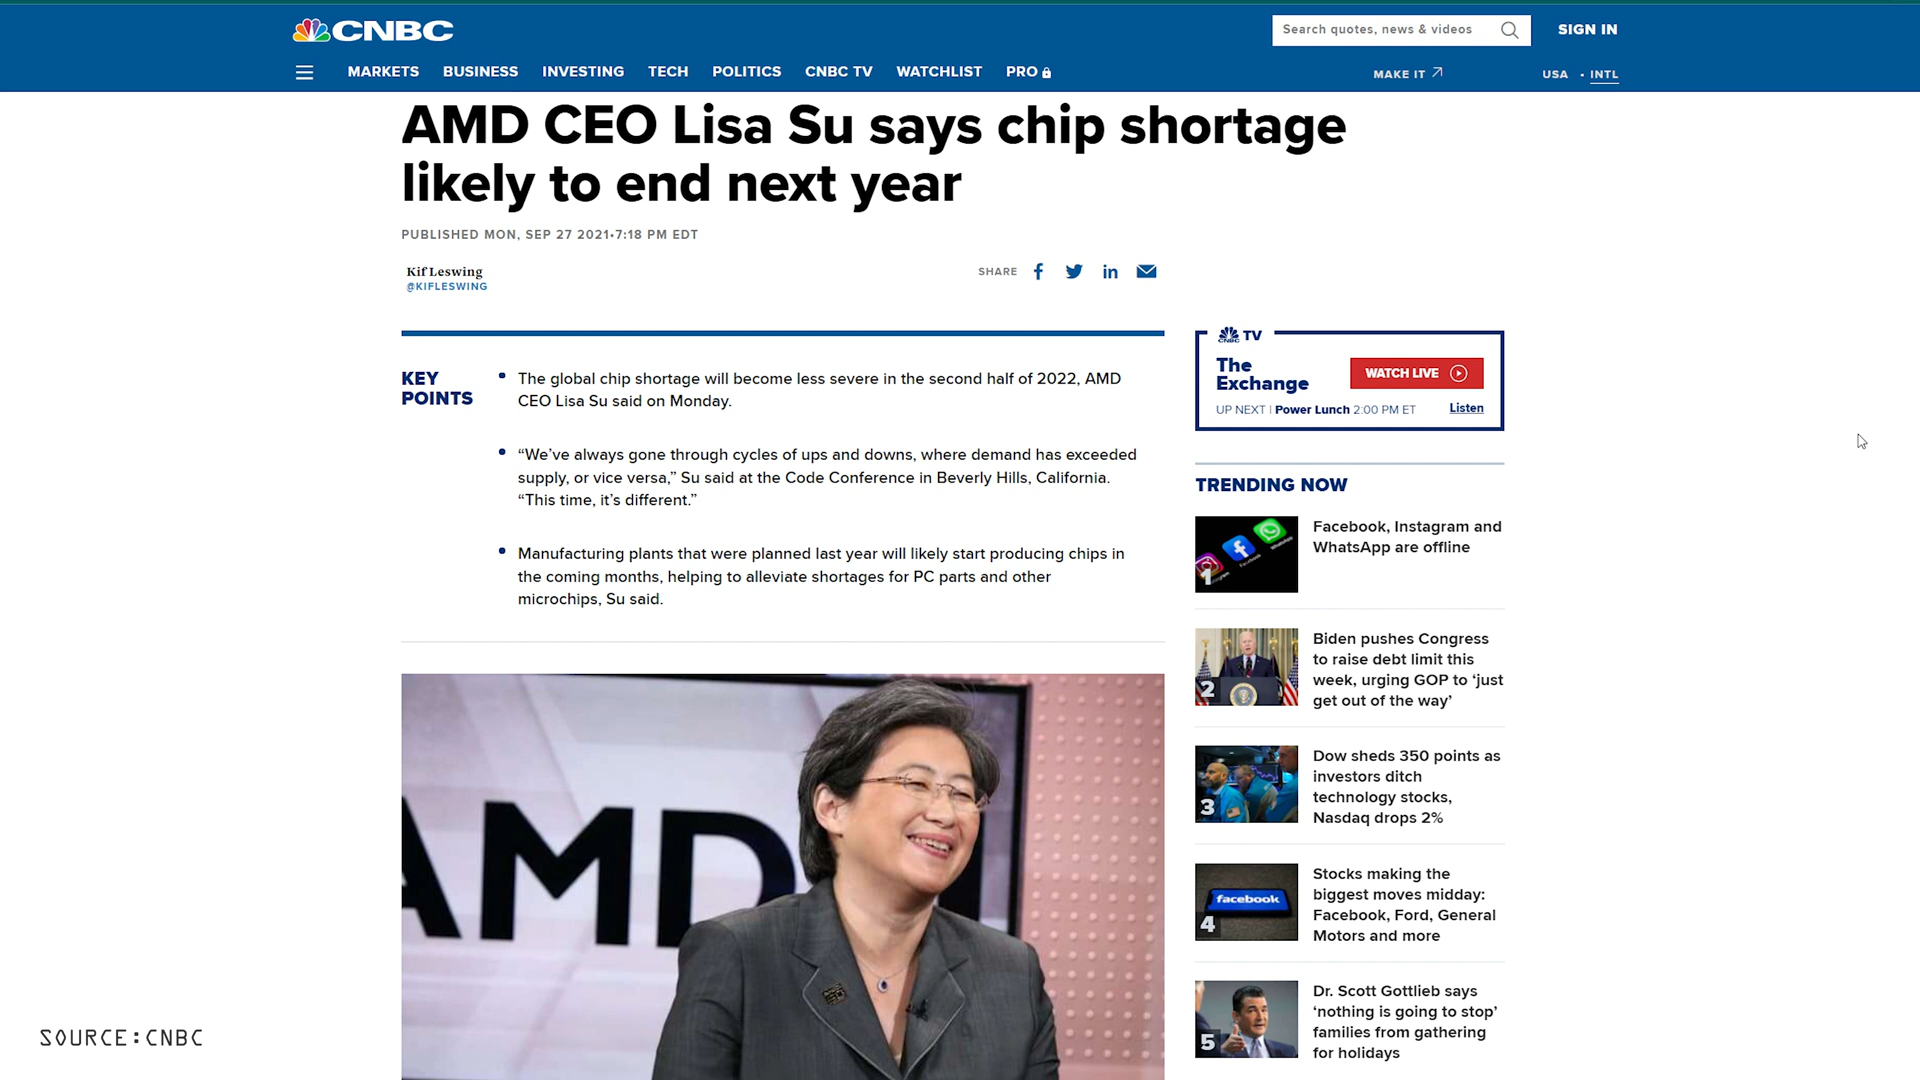 CNBC
Search quotes, news & videos
SIGN IN
MARKETS BUSINESS INVESTING TECH POLITICS CNBC TV WATCHLIST PRO
MAKE IT
USA • INTL
AMD CEO Lisa Su says chip shortage
likely to end next year
PUBLISHED MON, SEP 27 2021•7:18 PM EDT
Kif Leswing
@KIFLESWING
SHARE
KEY
POINTS
• The global chip shortage will become less severe in the second half of 2022, AMD
CEO Lisa Su said on Monday.
• “We’ve always gone through cycles of ups and downs, where demand has exceeded
supply, or vice versa,” Su said at the Code Conference in Beverly Hills, California.
“This time, it’s different.”
• Manufacturing plants that were planned last year will likely start producing chips in
the coming months, helping to alleviate shortages for PC parts and other
microchips, Su said.
AMD
CNBC TV
The
Exchange
WATCH LIVE
UP NEXT | Power Lunch 2:00 PM ET
Listen
TRENDING NOW
1
Facebook, Instagram and
WhatsApp are offline
2
Biden pushes Congress
to raise debt limit this
week, urging GOP to ‘just
get out of the way’
3
Dow sheds 350 points as
investors ditch
technology stocks,
Nasdaq drops 2%
facebook
4
Stocks making the
biggest moves midday:
Facebook, Ford, General
Motors and more
5
Dr. Scott Gottlieb says
‘nothing is going to stop’
families from gathering
for holidays
SOURCE:CNBC